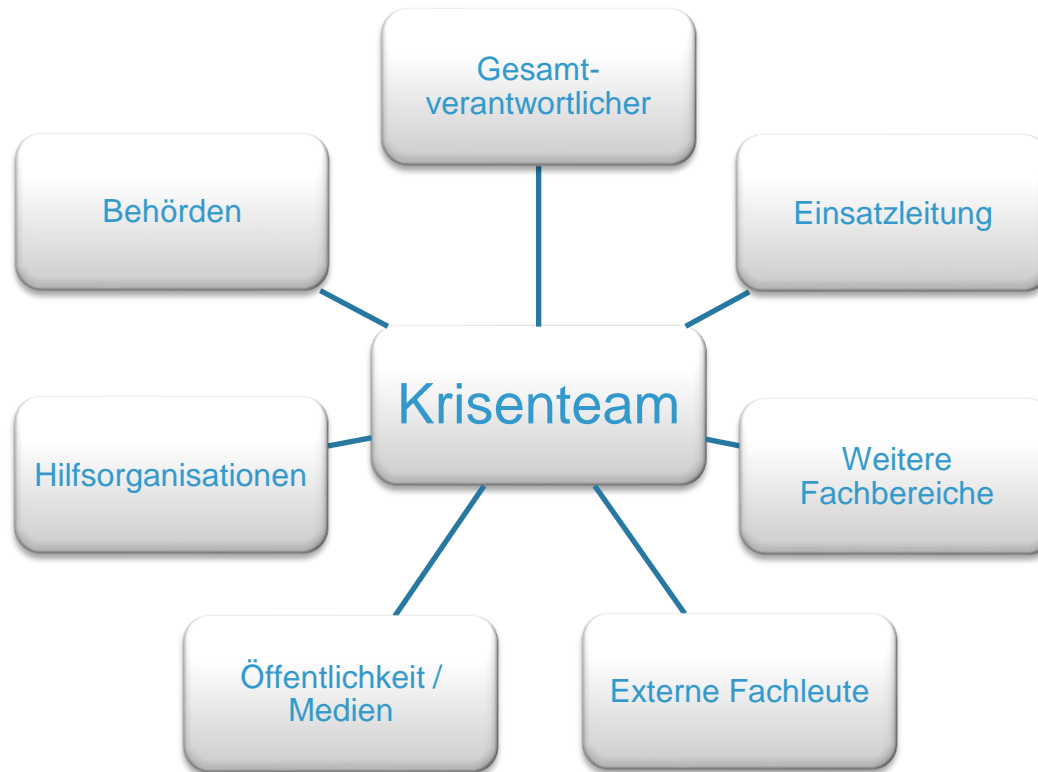 Gesamt-
verantwortlicher
Behörden
Einsatzleitung
Krisenteam
Hilfsorganisationen
Weitere
Fachbereiche
Öffentlichkeit /
Medien
Externe Fachleute